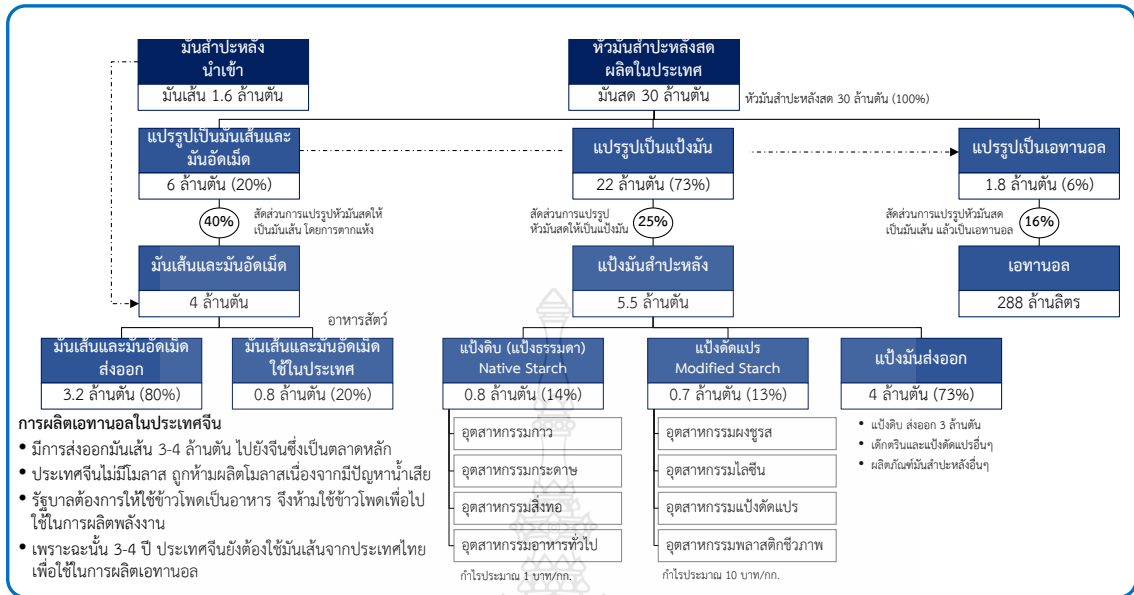 มันสำปะหลัง
นำเข้า
มันเส้น 1.6 ล้านตัน
หัวมันสำปะหลังสด
ผลิตในประเทศ
มันสด 30 ล้านตัน
หัวมันสำปะหลังสด 30 ล้านตัน (100%)
แปรรูปเป็นมันเส้นและ
มันอัดเม็ด
6 ล้านตัน (20%)
แปรรูปเป็นแป้งมัน
22 ล้านตัน (73%)
แปรรูปเป็นเอทานอล
1.8 ล้านตัน (6%)
40%
สัดส่วนการแปรรูปหัวมันสดให้
เป็นมันเส้น โดยการตากแห้ง
สัดส่วนการแปรรูป
หัวมันสดให้เป็นแป้งมัน
25%
สัดส่วนการแปรรูปหัวมันสด
เป็นมันเส้น แล้วเป็นเอทานอล
16%
มันเส้นและมันอัดเม็ด
4 ล้านตัน
แป้งมันสำปะหลัง
5.5 ล้านตัน
เอทานอล
288 ล้านลิตร
อาหารสัตว์
มันเส้นและมันอัดเม็ด
ส่งออก
3.2 ล้านตัน (80%)
มันเส้นและมันอัดเม็ด
ใช้ในประเทศ
0.8 ล้านตัน (20%)
แป้งดิบ (แป้งธรรมดา)
Native Starch
0.8 ล้านตัน (14%)
แป้งดัดแปร
Modified Starch
0.7 ล้านตัน (13%)
แป้งมันส่งออก
4 ล้านตัน (73%)
การผลิตเอทานอลในประเทศจีน
• มีการส่งออกมันเส้น 3-4 ล้านตัน ไปยังจีนซึ่งเป็นตลาดหลัก
• ประเทศจีนไม่มีโมลาส ถูกห้ามผลิตโมลาสเนื่องจากมีปัญหาน้ำเสีย
• รัฐบาลต้องการให้ใช้ข้าวโพดเป็นอาหาร จึงห้ามใช้ข้าวโพดเพื่อไป
ใช้ในการผลิตพลังงาน
• เพราะฉะนั้น 3-4 ปี ประเทศจีนยังต้องใช้มันเส้นจากประเทศไทย
เพื่อใช้ในการผลิตเอทานอล
อุตสาหกรรมกาว
อุตสาหกรรมกระดาษ
อุตสาหกรรมสิ่งทอ
อุตสาหกรรมอาหารทั่วไป
กำไรประมาณ 1 บาท/กก.
อุตสาหกรรมผงชูรส
อุตสาหกรรมไลซีน
อุตสาหกรรมแป้งดัดแปร
อุตสาหกรรมพลาสติกชีวภาพ
กำไรประมาณ 10 บาท/กก.
• แป้งดิบ ส่งออก 3 ล้านตัน
• เด็กตรินและแป้งดัดแปรอื่นๆ
• ผลิตภัณฑ์มันสำปะหลังอื่นๆ